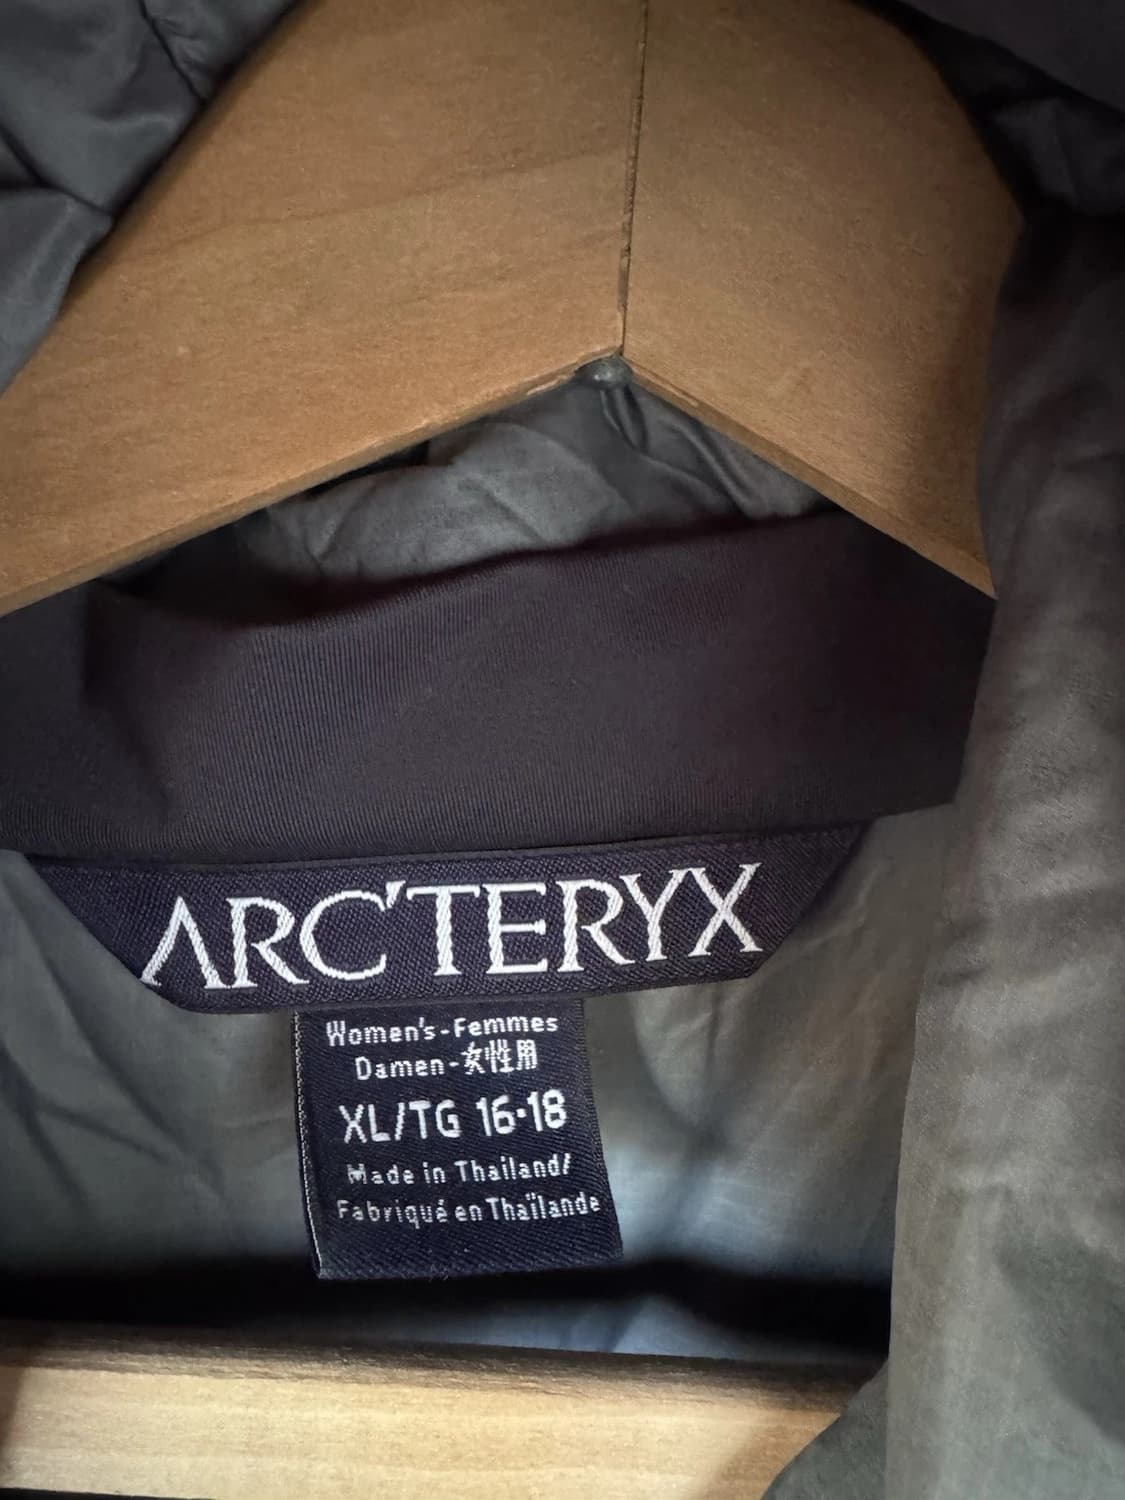 ARC'TERYX
Women's-Femmes
Damen-女性用
XL/TG 16-18
Made in Thailand/
Fabriqué en Thaïlande